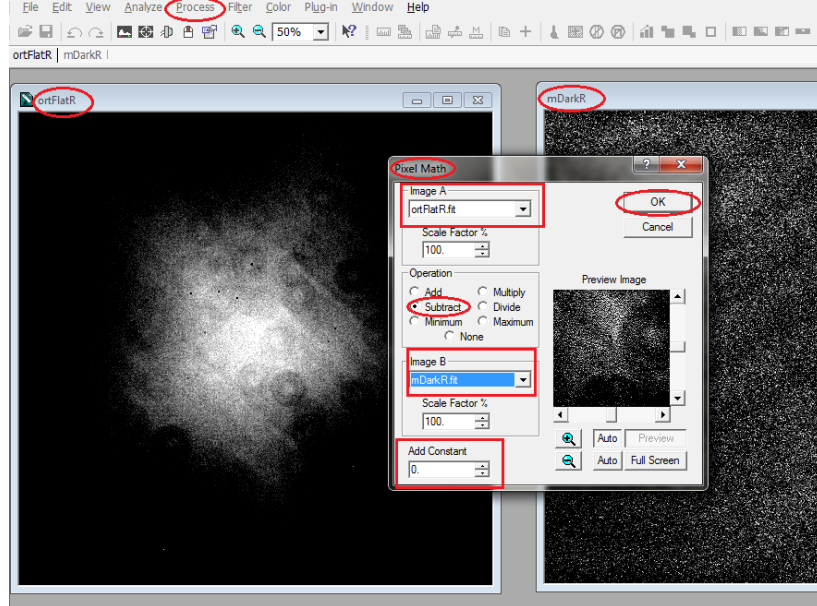 File Edit View Analyze Process Filter Color Plug-in Window Help
50%
ortFlatR mDarkR
ortFlatR
mDarkR
Pixel Math
Image A
ortFlatR.fit
Scale Factor %
100.
OK
Cancel
Operation
Add Multiply
Subtract Divide
Minimum Maximum
None
Preview Image
Image B
mDarkR.fit
Scale Factor %
100.
Auto Preview
Auto Full Screen
Add Constant
0.